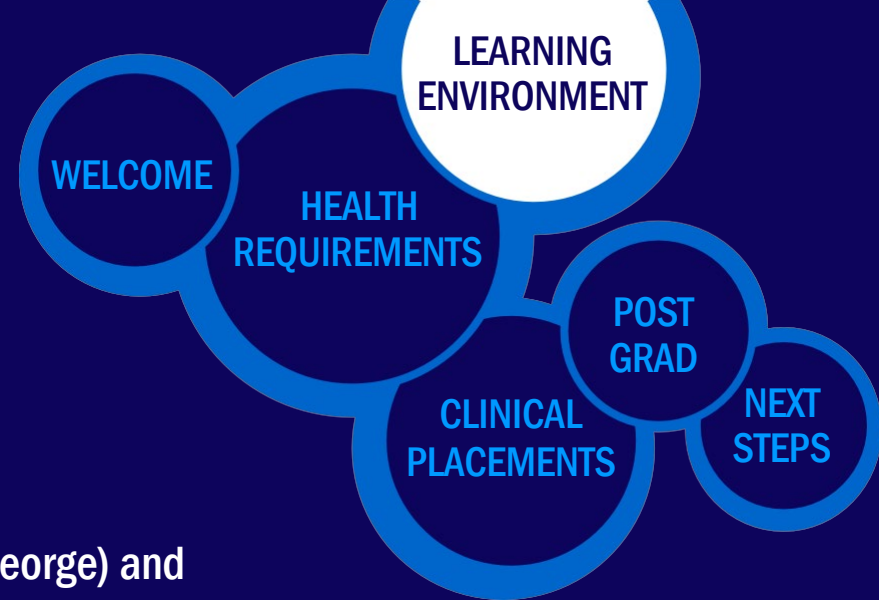 LEARNING
ENVIRONMENT
WELCOME
HEALTH
REQUIREMENTS
POST
GRAD
CLINICAL
PLACEMENTS
NEXT
STEPS
eorge) and